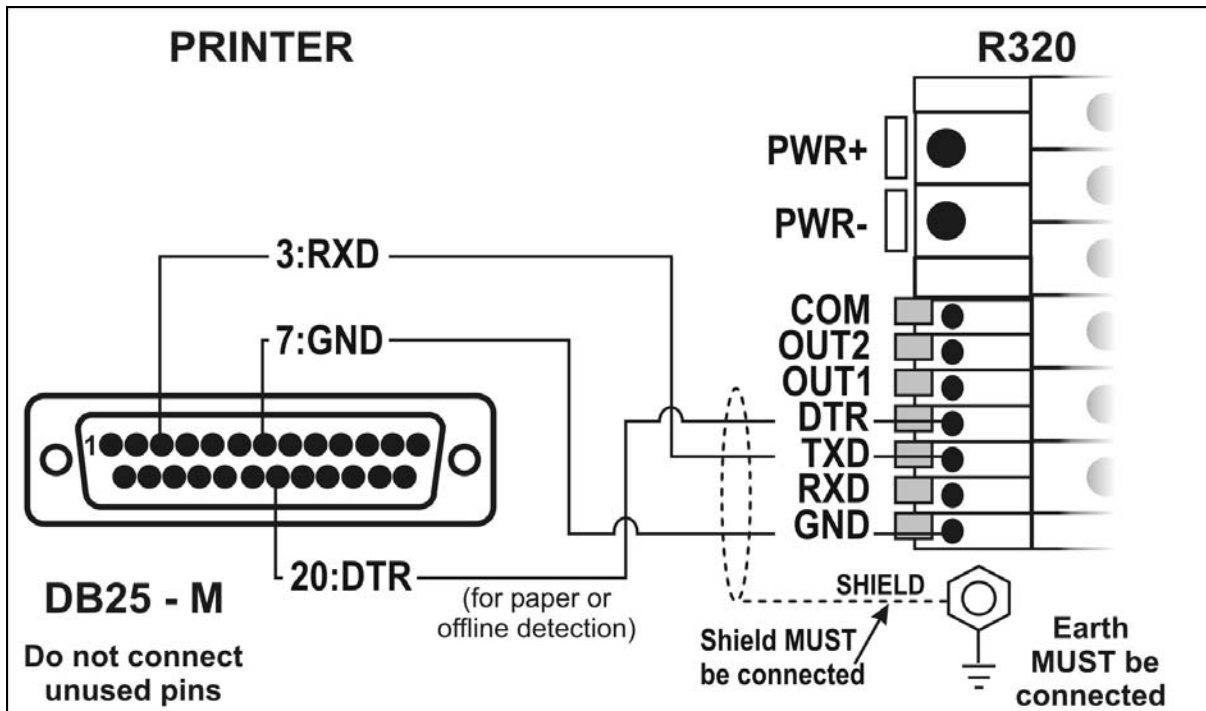 PRINTER
R320
PWR+
PWR-
3:RXD
COM
7:GND
OUT2
OUT1
DTR
1
TXD
RXD
GND
20:DTR
(for paper or
offline detection)
SHIELD
DB25 - M
Do not connect
unused pins
Shield MUST
be connected
Earth
MUST be
connected